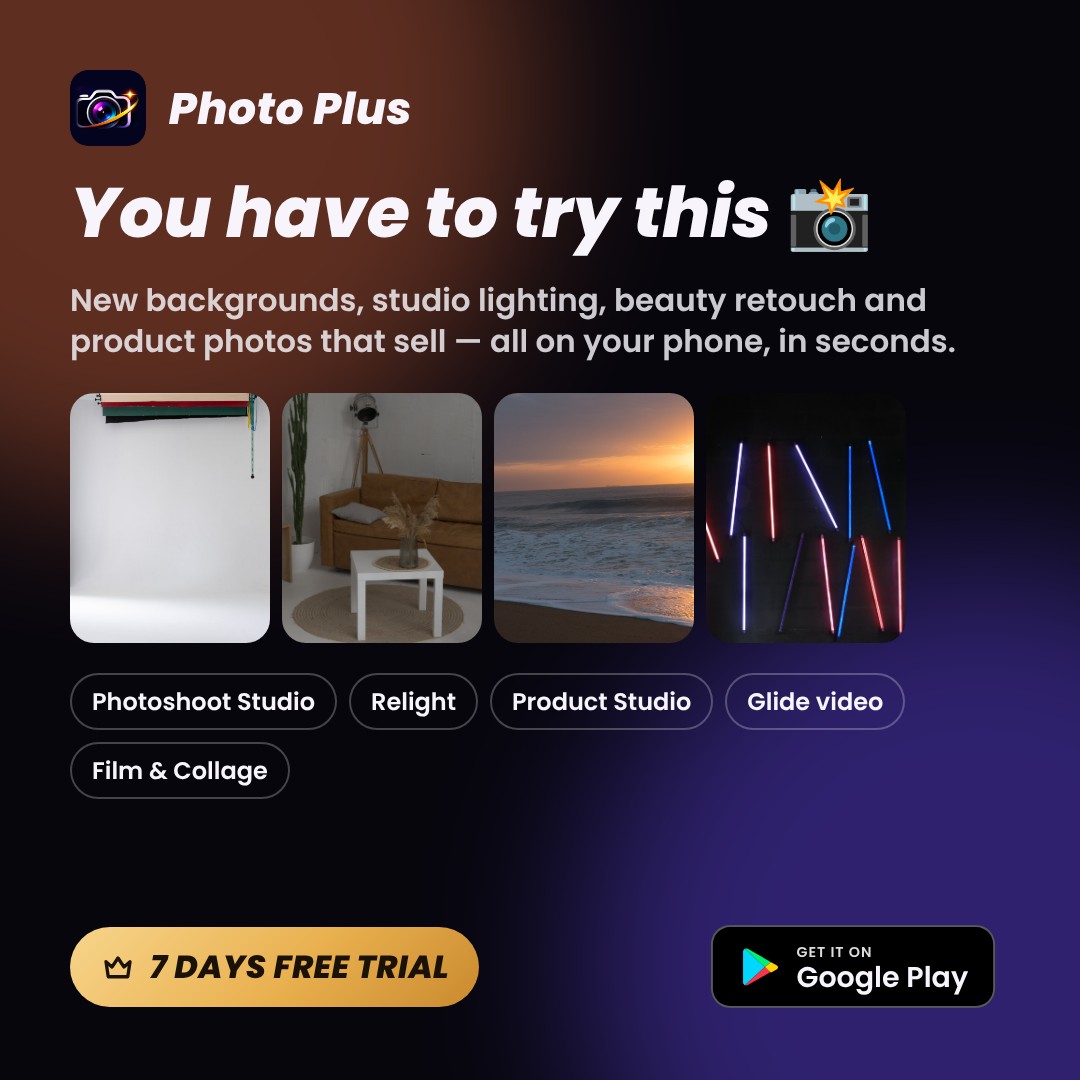 Photo Plus
You have to try this 📸
New backgrounds, studio lighting, beauty retouch and
product photos that sell — all on your phone, in seconds.
Photoshoot Studio
Relight
Product Studio
Glide video
Film & Collage
7 DAYS FREE TRIAL
GET IT ON
Google Play